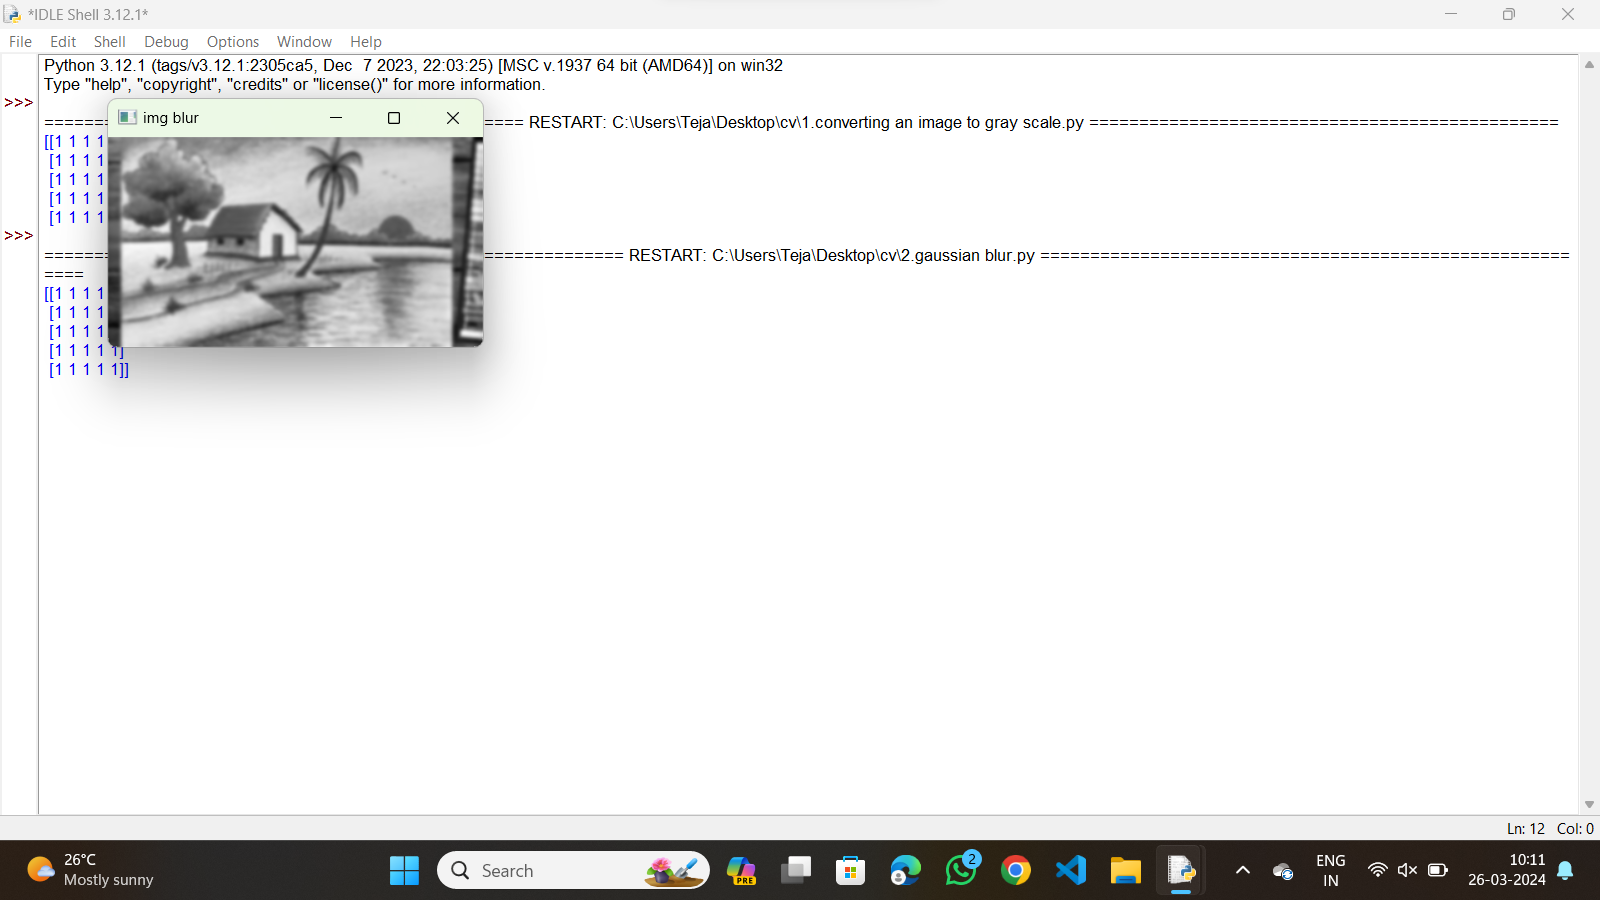 *IDLE Shell 3.12.1*
File Edit Shell Debug Options Window Help
Python 3.12.1 (tags/v3.12.1:2305ca5, Dec  7 2023, 22:03:25) [MSC v.1937 64 bit (AMD64)] on win32
Type "help", "copyright", "credits" or "license()" for more information.
>>>
img blur
==== RESTART: C:\Users\Teja\Desktop\cv\1.converting an image to gray scale.py ===============================================
[[1 1 1 1
[1 1 1 1
[1 1 1 1
[1 1 1 1
[1 1 1 1
>>>
============== RESTART: C:\Users\Teja\Desktop\cv\2.gaussian blur.py =====================================================
====
[[1 1 1 1
[1 1 1 1
[1 1 1 1
[1 1 1 1 1]
[1 1 1 1 1]]
Ln: 12 Col: 0
26°C
Mostly sunny
Search
PRE
2
ENG
IN
10:11
26-03-2024